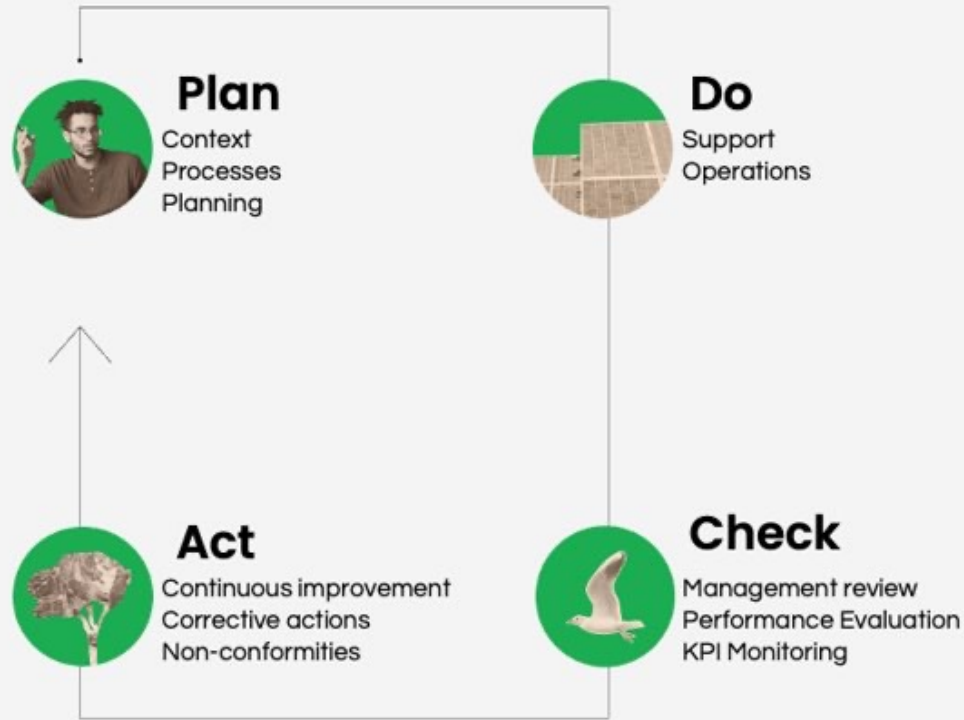 Plan
Context
Processes
Planning
Do
Support
Operations
Act
Continuous improvement
Corrective actions
Non-conformities
Check
Management review
Performance Evaluation
KPI Monitoring